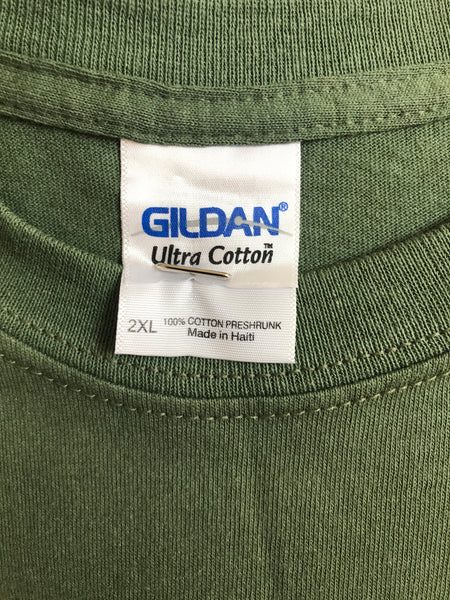 GILDAN®
Ultra Cotton™
2XL 100% COTTON PRESHRUNK
Made in Haiti